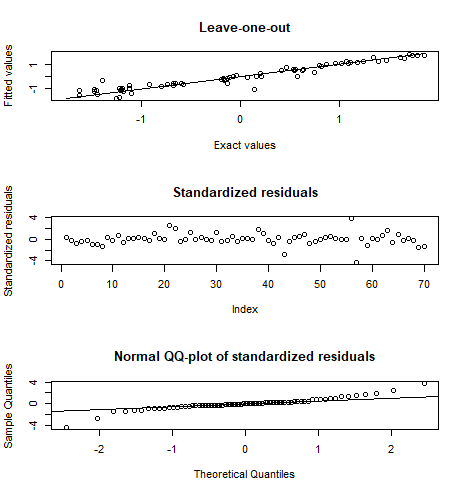 Leave-one-out
Fitted values
1
-1
-1 0 1
Exact values
Standardized residuals
Standardized residuals
4
0
-4
0 10 20 30 40 50 60 70
Index
Normal QQ-plot of standardized residuals
Sample Quantiles
4
0
-4
-2 -1 0 1 2
Theoretical Quantiles